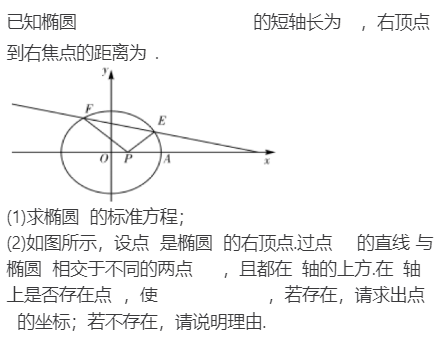 已知椭圆 的短轴长为 ，右顶点
到右焦点的距离为 .
y
F
E
O
P
A
x
(1)求椭圆 的标准方程；
(2)如图所示，设点 是椭圆 的右顶点.过点 的直线 与
椭圆 相交于不同的两点 ，且都在 轴的上方.在 轴
上是否存在点 ，使 ，若存在，请求出点
的坐标；若不存在，请说明理由.